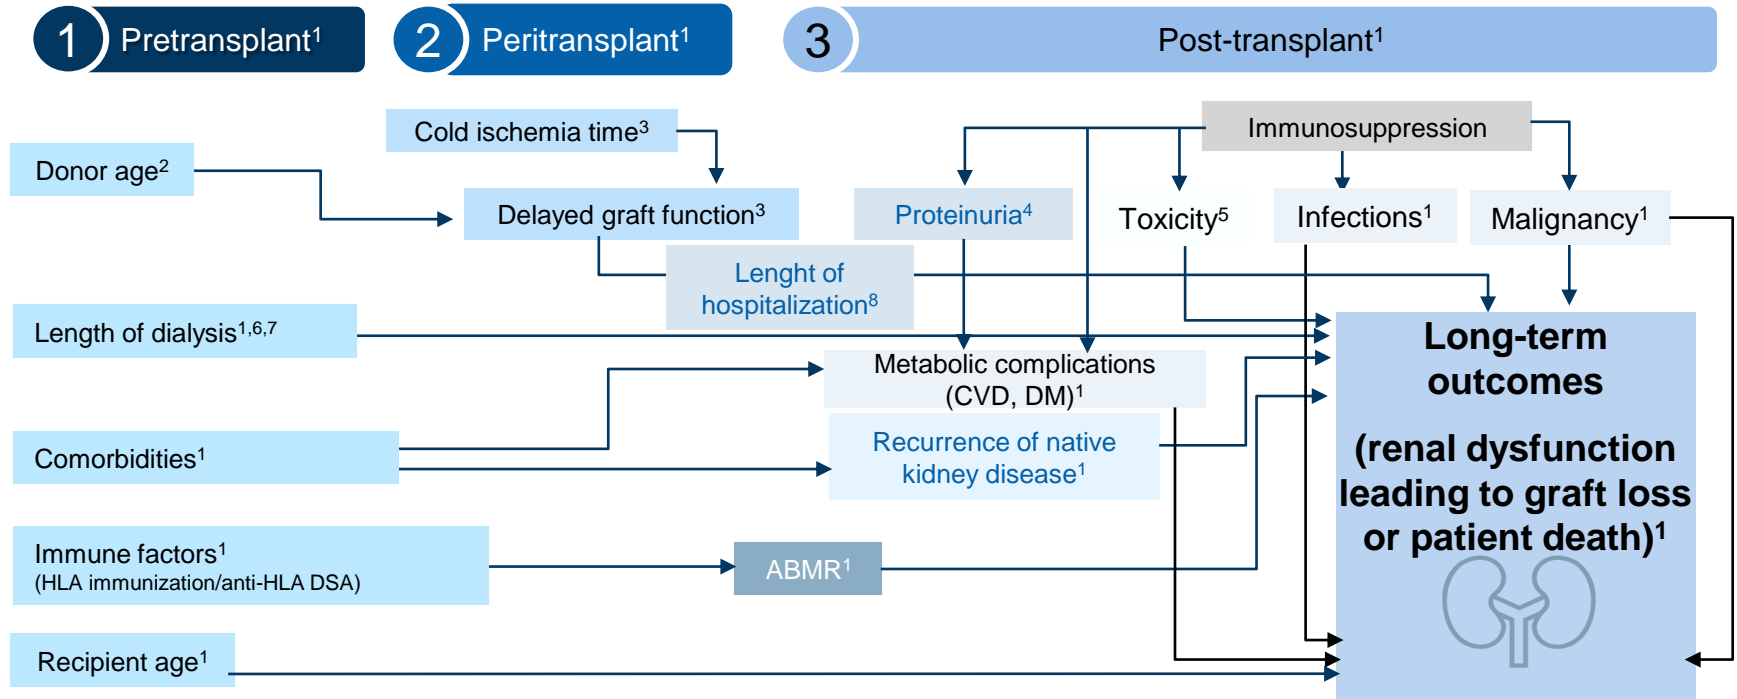 1 Pretransplant¹
2 Peritransplant¹
3 Post-transplant¹
Cold ischemia time³
Immunosuppression
Donor age²
Delayed graft function³
Proteinuria⁴
Toxicity⁵
Infections¹
Malignancy¹
Lenght of
hospitalization⁸
Length of dialysis¹,⁶,⁷
Metabolic complications
(CVD, DM)¹
Long-term
outcomes
(renal dysfunction
leading to graft loss
or patient death)¹
Comorbidities¹
Recurrence of native
kidney disease¹
Immune factors¹
(HLA immunization/anti-HLA DSA)
ABMR¹
Recipient age¹